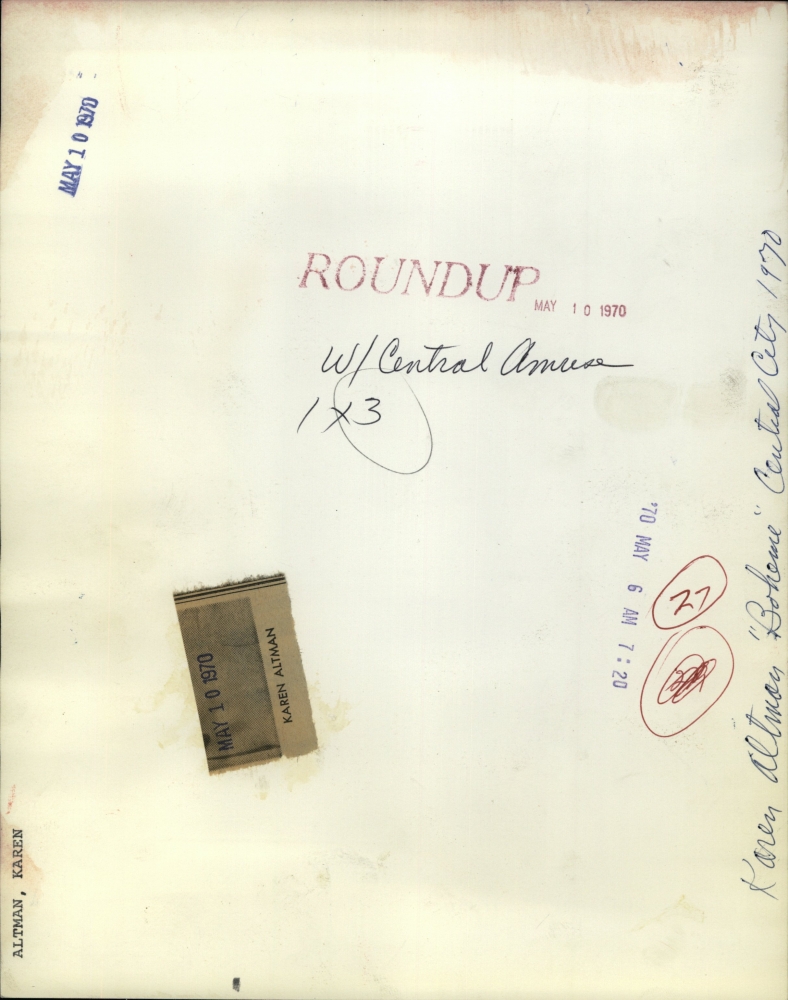 MAY 10 1970
ROUNDUP
MAY 10 1970
W/ Central Amuse
1x3
'70 MAY 6 AM 7:20
27
MAY 10 1970
KAREN ALTMAN
ALTMAN, KAREN
Karen Altman "Boheme" Central City 1970